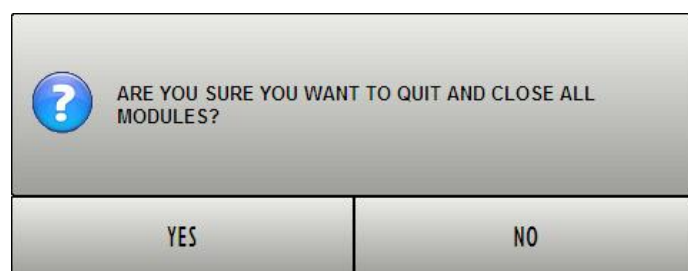 ARE YOU SURE YOU WANT TO QUIT AND CLOSE ALL
MODULES?
YES
NO